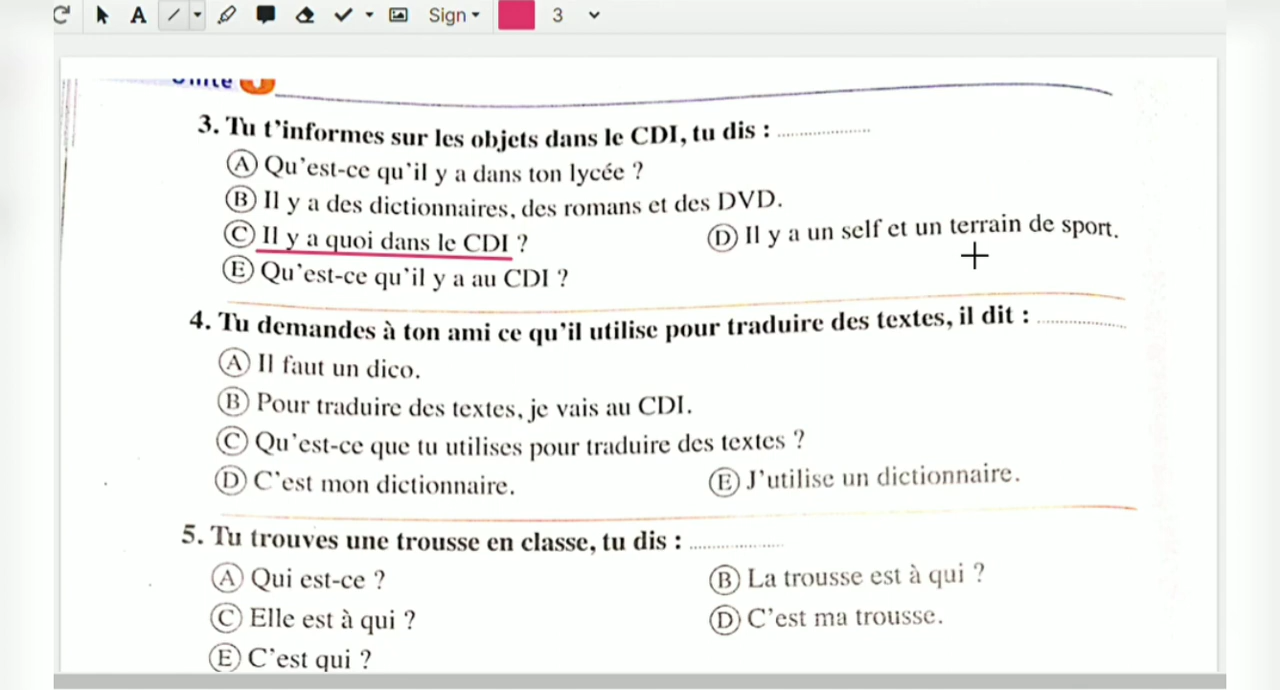 A Sign 3
Unité
3. Tu t'informes sur les objets dans le CDI, tu dis : ....................
A Qu'est-ce qu'il y a dans ton lycée ?
B Il y a des dictionnaires, des romans et des DVD.
C Il y a quoi dans le CDI ? D Il y a un self et un terrain de sport.
E Qu'est-ce qu'il y a au CDI ?
4. Tu demandes à ton ami ce qu'il utilise pour traduire des textes, il dit : ....................
A Il faut un dico.
B Pour traduire des textes, je vais au CDI.
C Qu'est-ce que tu utilises pour traduire des textes ?
D C'est mon dictionnaire. E J'utilise un dictionnaire.
5. Tu trouves une trousse en classe, tu dis : ....................
A Qui est-ce ? B La trousse est à qui ?
C Elle est à qui ? D C'est ma trousse.
E C'est qui ?